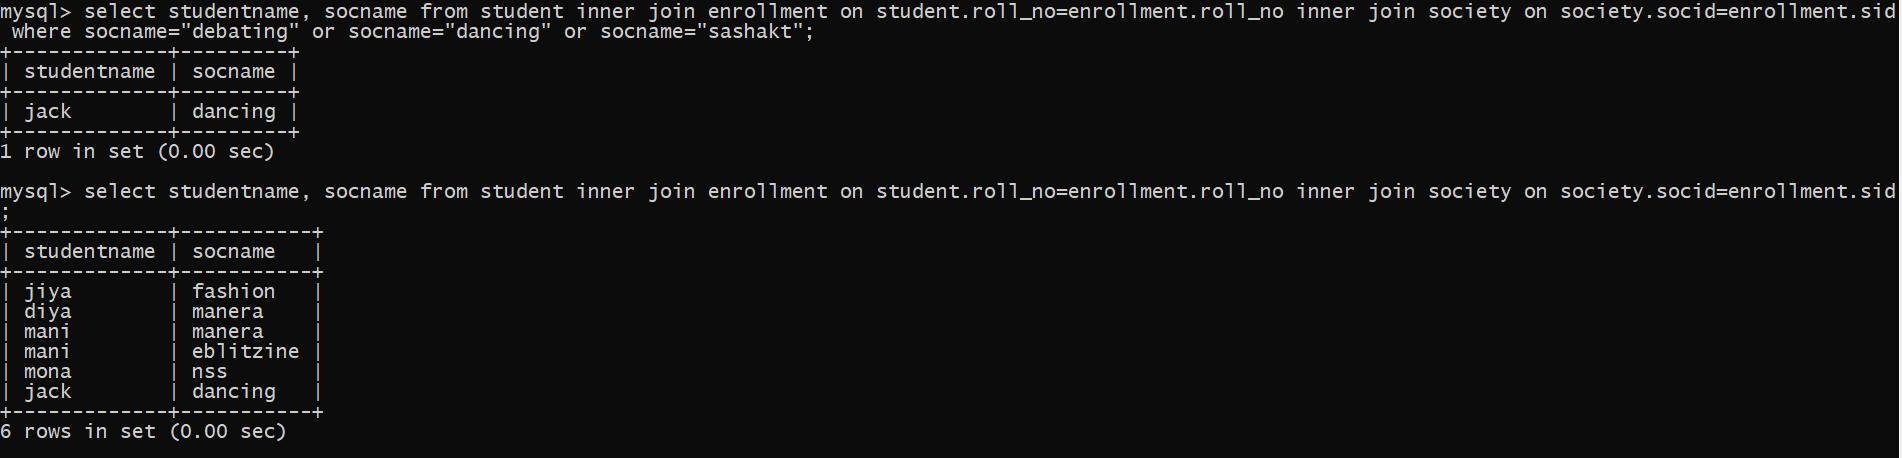 mysql> select studentname, socname from student inner join enrollment on student.roll_no=enrollment.roll_no inner join society on society.socid=enrollment.sid
 where socname="debating" or socname="dancing" or socname="sashakt";
+-------------+---------+
| studentname | socname |
+-------------+---------+
| jack        | dancing |
+-------------+---------+
1 row in set (0.00 sec)

mysql> select studentname, socname from student inner join enrollment on student.roll_no=enrollment.roll_no inner join society on society.socid=enrollment.sid
;
+-------------+-----------+
| studentname | socname   |
+-------------+-----------+
| jiya        | fashion   |
| diya        | manera    |
| mani        | manera    |
| mani        | eblitzine |
| mona        | nss       |
| jack        | dancing   |
+-------------+-----------+
6 rows in set (0.00 sec)